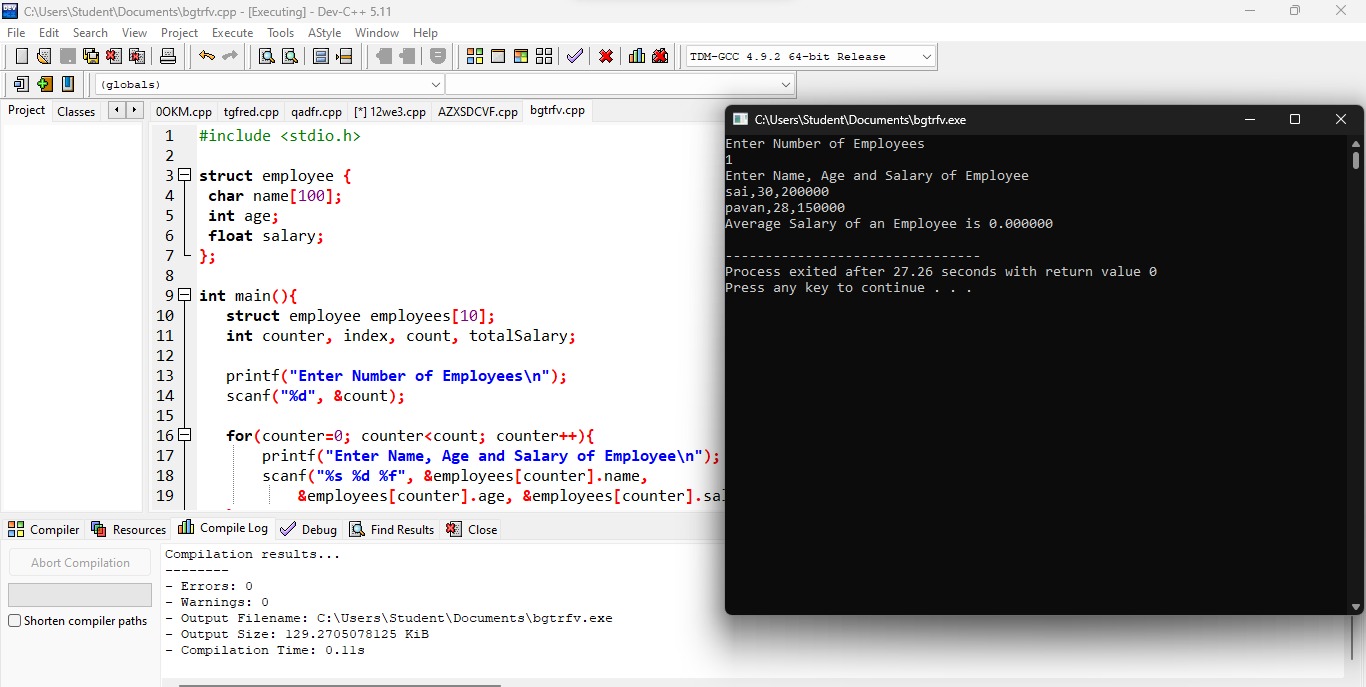 C:\Users\Student\Documents\bgtrfv.cpp - [Executing] - Dev-C++ 5.11
File Edit Search View Project Execute Tools AStyle Window Help
TDM-GCC 4.9.2 64-bit Release
(globals)
Project Classes
0OKM.cpp tgfred.cpp qadfr.cpp [*] 12we3.cpp AZXSDCVF.cpp bgtrfv.cpp
1 #include <stdio.h>
2
3 struct employee {
4 char name[100];
5 int age;
6 float salary;
7 };
8
9 int main(){
10 struct employee employees[10];
11 int counter, index, count, totalSalary;
12
13 printf("Enter Number of Employees\n");
14 scanf("%d", &count);
15
16 for(counter=0; counter<count; counter++){
17 printf("Enter Name, Age and Salary of Employee\n");
18 scanf("%s %d %f", &employees[counter].name,
19 &employees[counter].age, &employees[counter].sal
C:\Users\Student\Documents\bgtrfv.exe
Enter Number of Employees
1
Enter Name, Age and Salary of Employee
sai,30,200000
pavan,28,150000
Average Salary of an Employee is 0.000000
--------------------------------
Process exited after 27.26 seconds with return value 0
Press any key to continue . . .
Compiler Resources Compile Log Debug Find Results Close
Abort Compilation
Shorten compiler paths
Compilation results...
--------
- Errors: 0
- Warnings: 0
- Output Filename: C:\Users\Student\Documents\bgtrfv.exe
- Output Size: 129.2705078125 KiB
- Compilation Time: 0.11s